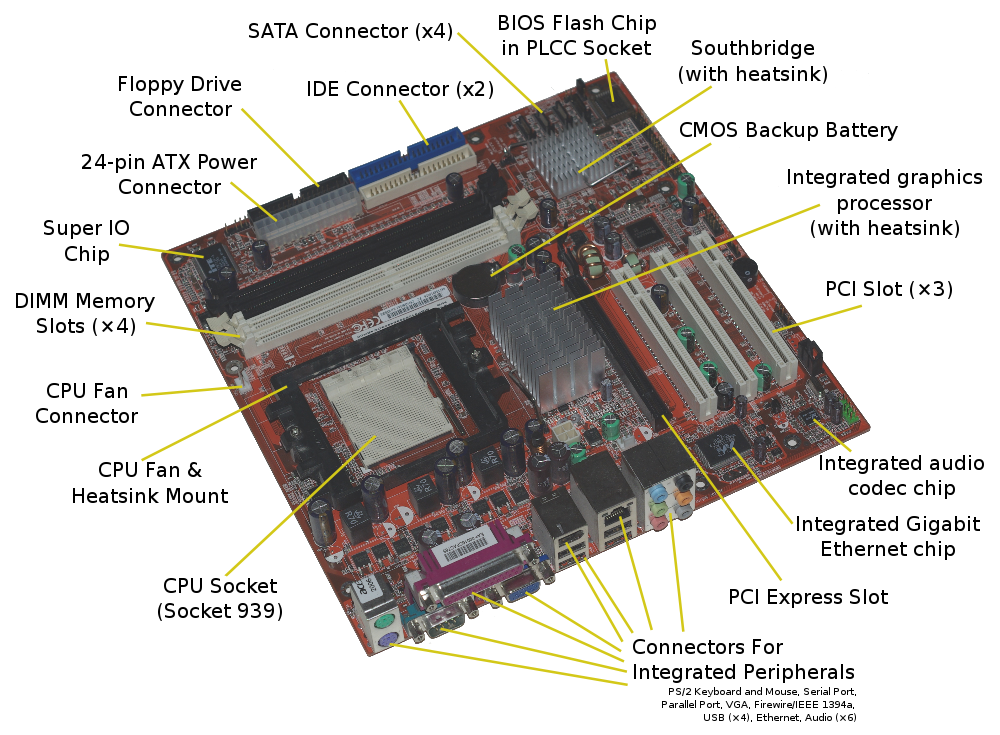 SATA Connector (x4)
BIOS Flash Chip
in PLCC Socket
Southbridge
(with heatsink)
Floppy Drive
Connector
IDE Connector (x2)
CMOS Backup Battery
24-pin ATX Power
Connector
Integrated graphics
processor
(with heatsink)
Super IO
Chip
DIMM Memory
Slots (×4)
PCI Slot (×3)
CPU Fan
Connector
CPU Fan &
Heatsink Mount
Integrated audio
codec chip
Integrated Gigabit
Ethernet chip
CPU Socket
(Socket 939)
PCI Express Slot
Connectors For
Integrated Peripherals
PS/2 Keyboard and Mouse, Serial Port,
Parallel Port, VGA, Firewire/IEEE 1394a,
USB (×4), Ethernet, Audio (×6)